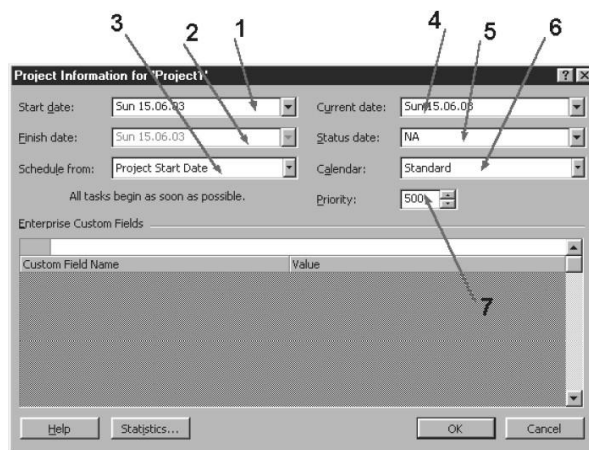 3 2 1 4 5 6
Project Information for 'Project1'
Start date: Sun 15.06.03 Current date: Sun 15.06.03
Finish date: Sun 15.06.03 Status date: NA
Schedule from: Project Start Date Calendar: Standard
All tasks begin as soon as possible. Priority: 500
Enterprise Custom Fields
Custom Field Name Value
7
Help Statistics... OK Cancel